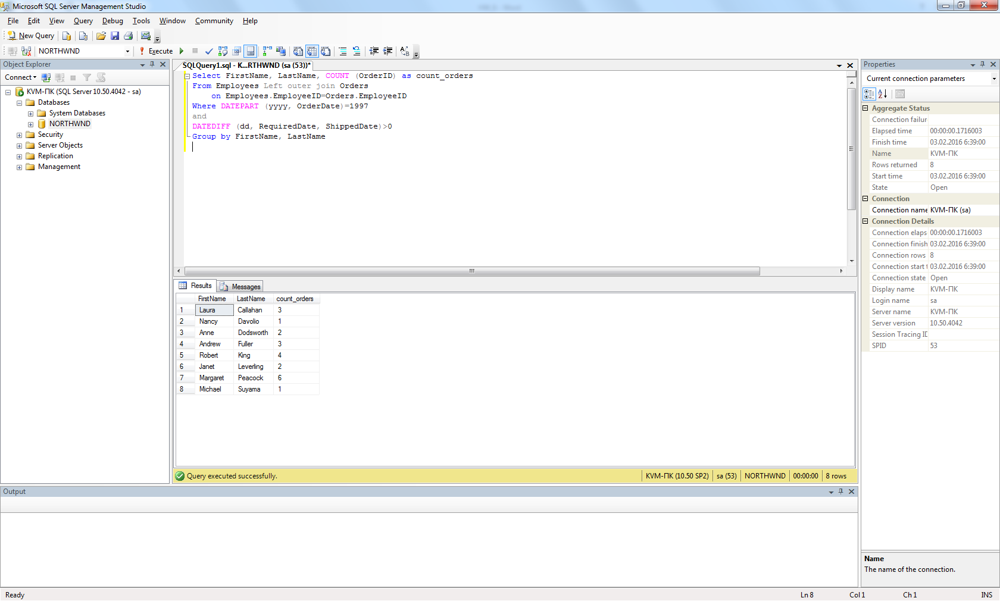 Microsoft SQL Server Management Studio
File Edit View Query Debug Tools Window Community Help
New Query
NORTHWND Execute
Object Explorer
Connect
KVM-ПК (SQL Server 10.50.4042 - sa)
Databases
System Databases
NORTHWND
Security
Server Objects
Replication
Management
SQLQuery1.sql - K...RTHWND (sa (53))*
Select FirstName, LastName, COUNT (OrderID) as count_orders
From Employees Left outer join Orders
on Employees.EmployeeID=Orders.EmployeeID
Where DATEPART (yyyy, OrderDate)=1997
and
DATEDIFF (dd, RequiredDate, ShippedDate)>0
Group by FirstName, LastName
Results Messages
FirstName LastName count_orders
1 Laura Callahan 3
2 Nancy Davolio 1
3 Anne Dodsworth 2
4 Andrew Fuller 3
5 Robert King 4
6 Janet Leverling 2
7 Margaret Peacock 6
8 Michael Suyama 1
Query executed successfully. KVM-ПК (10.50 SP2) sa (53) NORTHWND 00:00:00 8 rows
Output
Properties
Current connection parameters
Aggregate Status
Connection failur
Elapsed time 00:00:00.1716003
Finish time 03.02.2016 6:39:00
Name KVM-ПК
Rows returned 8
Start time 03.02.2016 6:39:00
State Open
Connection
Connection name KVM-ПК (sa)
Connection Details
Connection elaps 00:00:00.1716003
Connection finish 03.02.2016 6:39:00
Connection rows 8
Connection start t 03.02.2016 6:39:00
Connection state Open
Display name KVM-ПК
Login name sa
Server name KVM-ПК
Server version 10.50.4042
Session Tracing ID
SPID 53
Name
The name of the connection.
Ready Ln 8 Col 1 Ch 1 INS